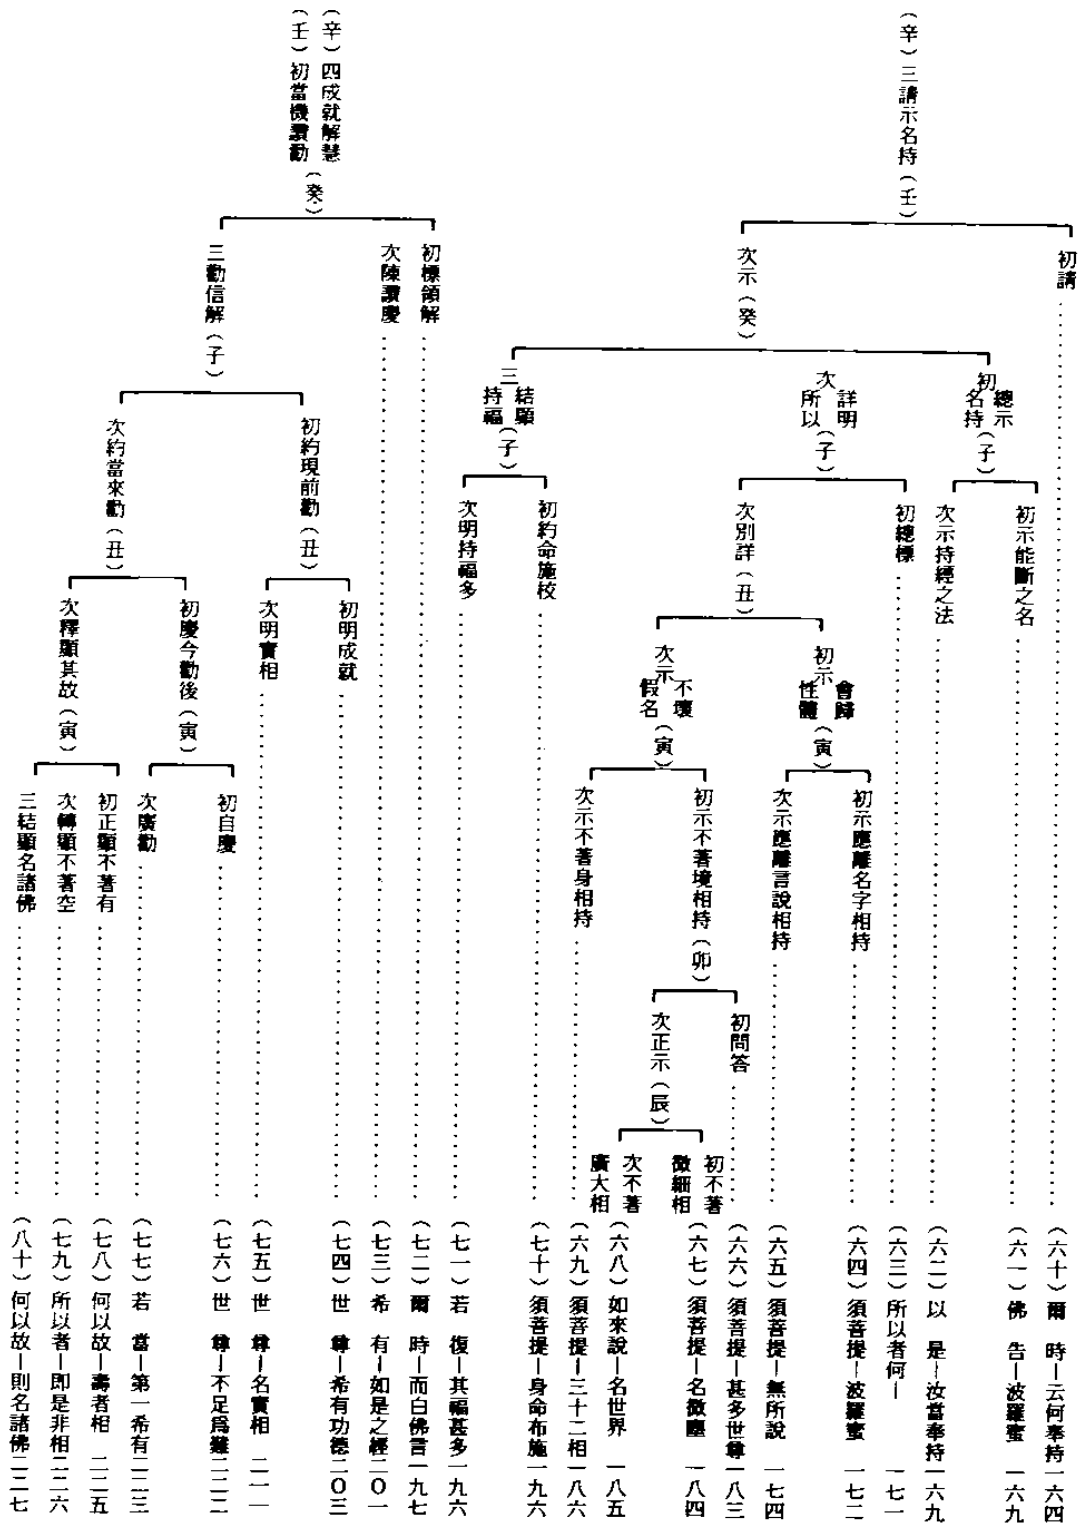 （辛）三請示名持（壬）
初請
次示（癸）
初總示名持（子）
次詳明所以（子）
三結顯持福（子）
初示能斷之名
次示持經之法
初總標
次別詳（丑）
初約命施校
次明持福多
初示會歸性體（寅）
次示不壞假名（寅）
初示應離名字相持
次示應離言說相持
初示不著境相持（卯）
次示不著身相持
初問答
次正示（辰）
初不著微細相
次不著廣大相
（辛）四成就解慧
（壬）初當機讚勸（癸）
初標領解
次陳讚慶
三勸信解（子）
初約現前勸（丑）
次約當來勸（丑）
初明成就
次明實相
初慶今勸後（寅）
次釋顯其故（寅）
初自慶
次廣勸
初正顯不著有
次轉顯不著空
三結顯名諸佛
（六十）爾　時―云何奉持一六四
（六一）佛　告―波羅蜜　一六九
（六二）以　是―汝當奉持一六九
（六三）所以者何―　一七一
（六四）須菩提―波羅蜜　一七二
（六五）須菩提―無所說　一七四
（六六）須菩提―甚多世尊一八三
（六七）須菩提―名微塵　一八四
（六八）如來說―名世界　一八五
（六九）須菩提―三十二相一八六
（七十）須菩提―身命布施一九六
（七一）若　復―其福甚多一九六
（七二）爾　時―而白佛言一九七
（七三）希　有―如是之經二０一
（七四）世　尊―希有功德二０三
（七五）世　尊―名實相　二一一
（七六）世　尊―不足為難二二二
（七七）若　當―第一希有二二三
（七八）何以故―壽者相　二二五
（七九）所以者―即是非相二二六
（八十）何以故―則名諸佛二二七